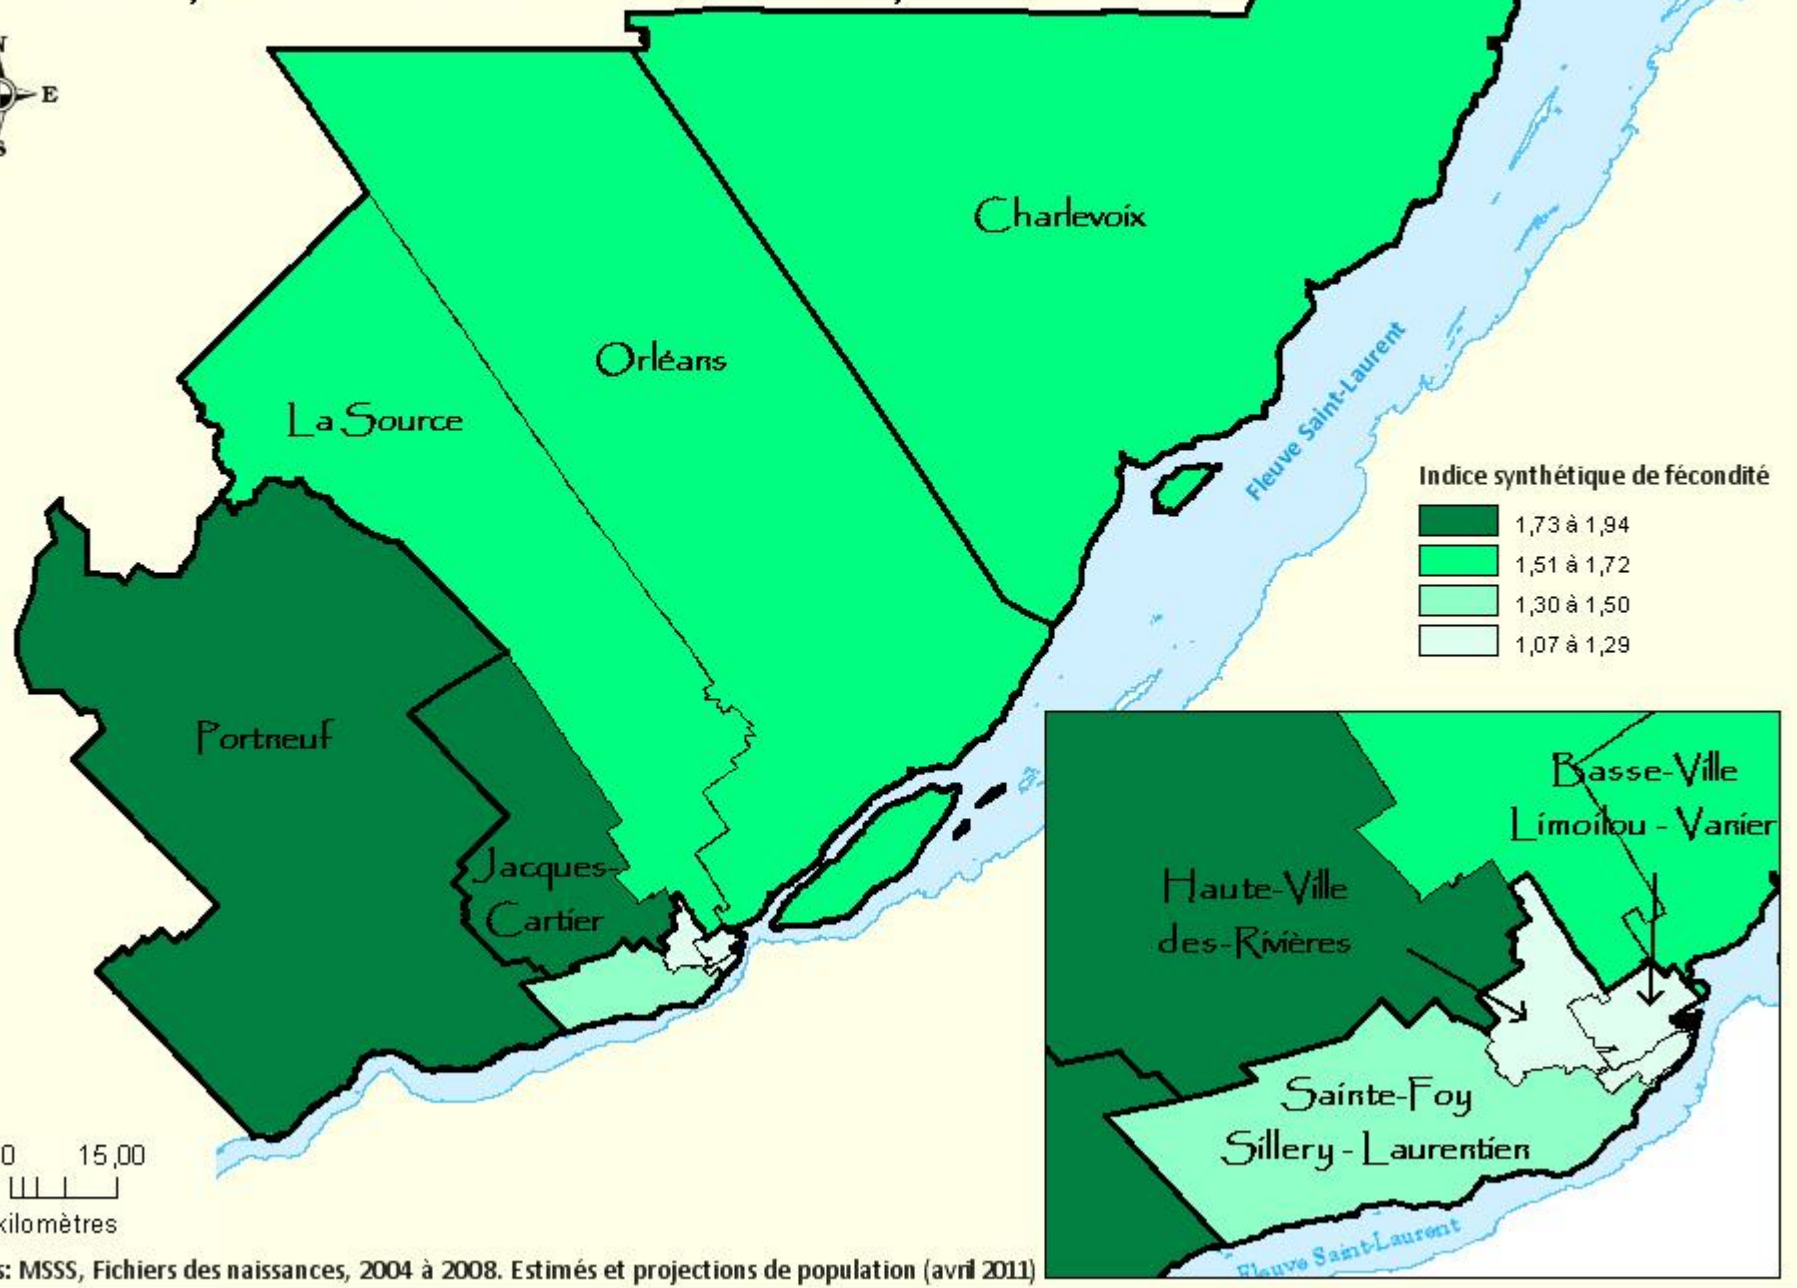 E
Charlevoix
Orléans
La Source
Fleuve Saint-Laurent
Indice synthétique de fécondité
1,73 à 1,94
1,51 à 1,72
1,30 à 1,50
1,07 à 1,29
Portneuf
Jacques-
Cartier
Basse-Ville
Limoilou - Vanier
Haute-Ville
des-Rivières
Sainte-Foy
Sillery - Laurentien
Fleuve Saint-Laurent
0 15,00
kilomètres
s: MSSS, Fichiers des naissances, 2004 à 2008. Estimés et projections de population (avril 2011)